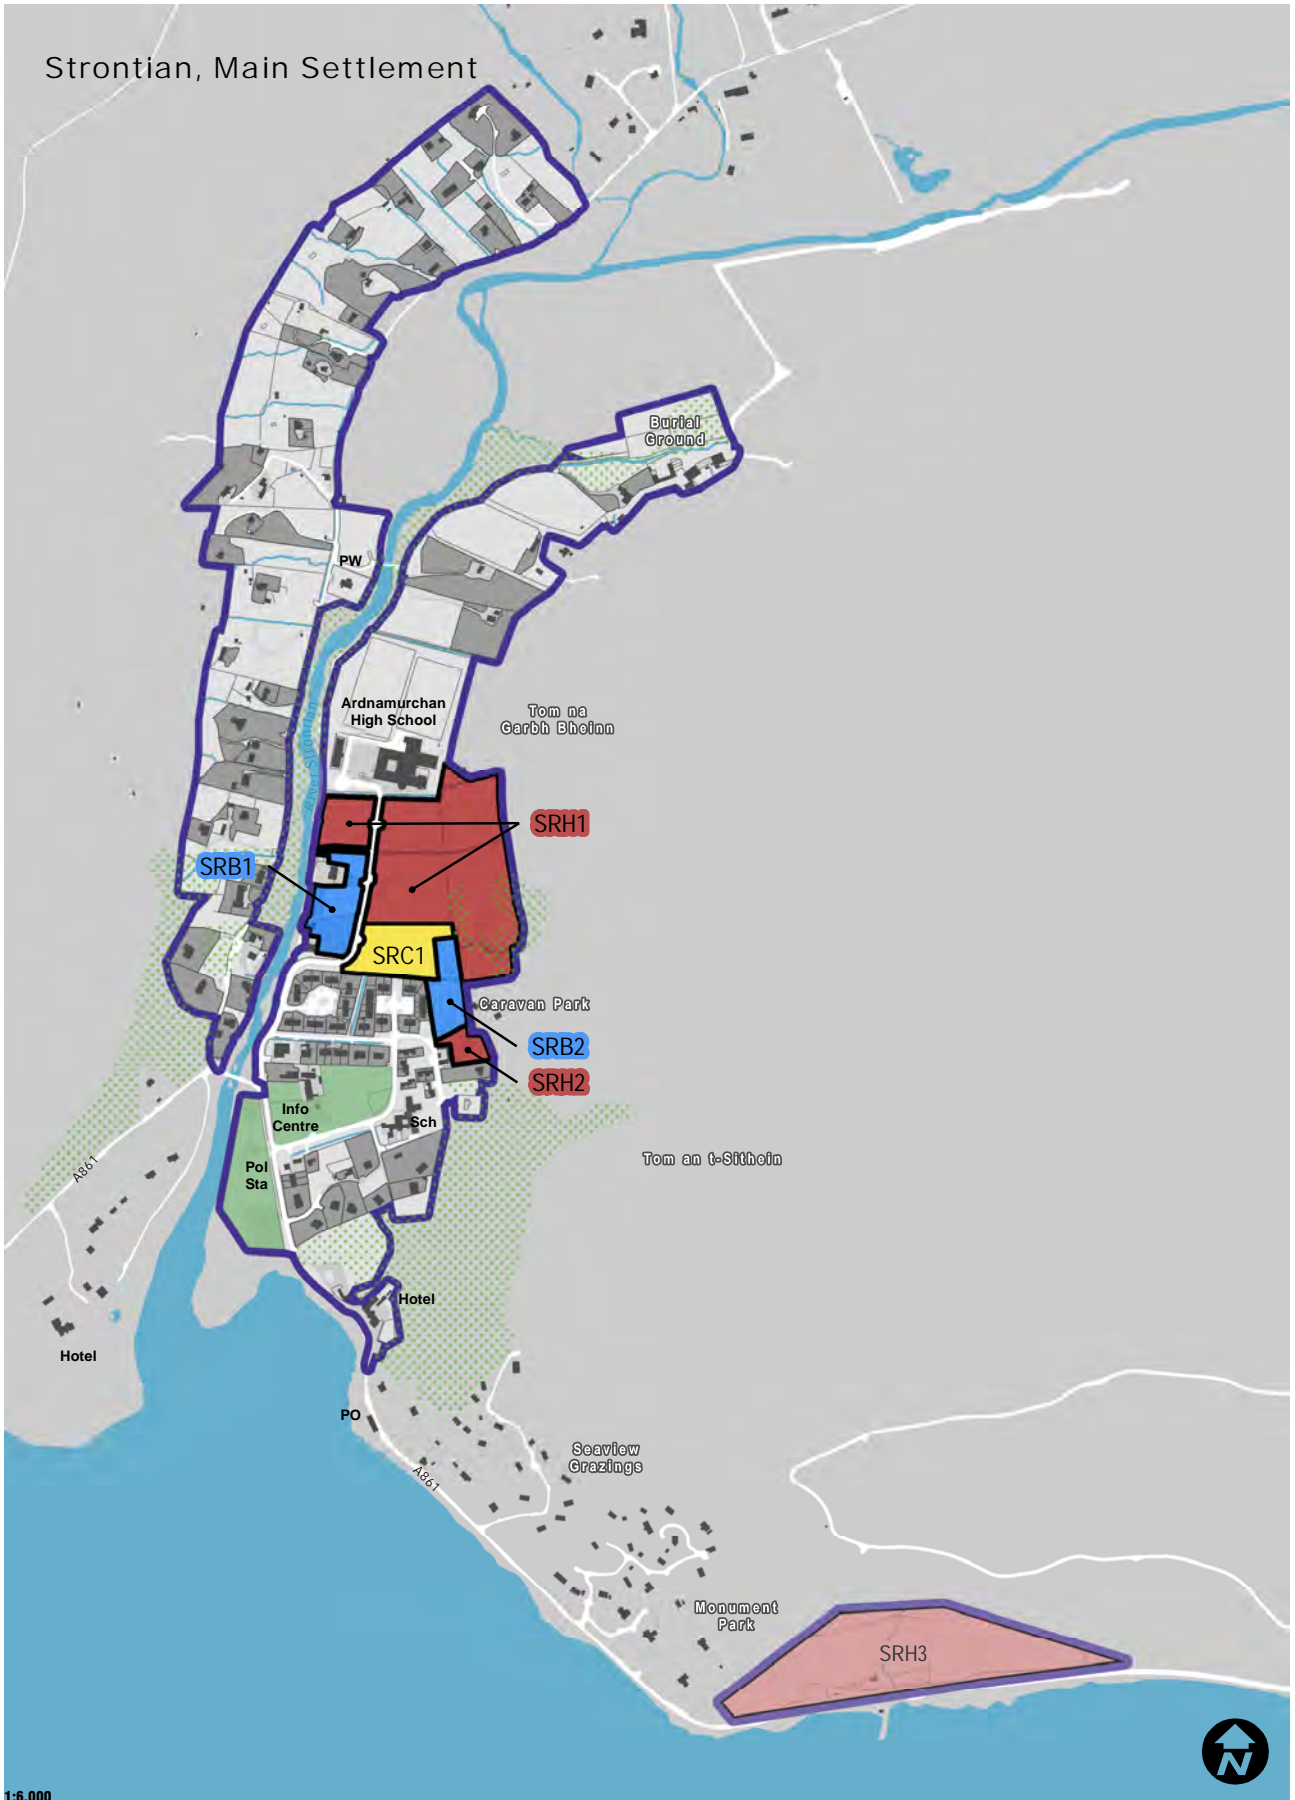 Strontian, Main Settlement
Burial
Ground
PW
Ardnamurchan
High School
Tom na
Garbh Bheinn
River Strontian
SRH1
SRB1
SRC1
Caravan Park
SRB2
SRH2
Info
Centre
Sch
Tom an t-Sithein
A861
Pol
Sta
Hotel
Hotel
PO
Seaview
Grazings
A861
Monument
Park
SRH3
N
1:6,000